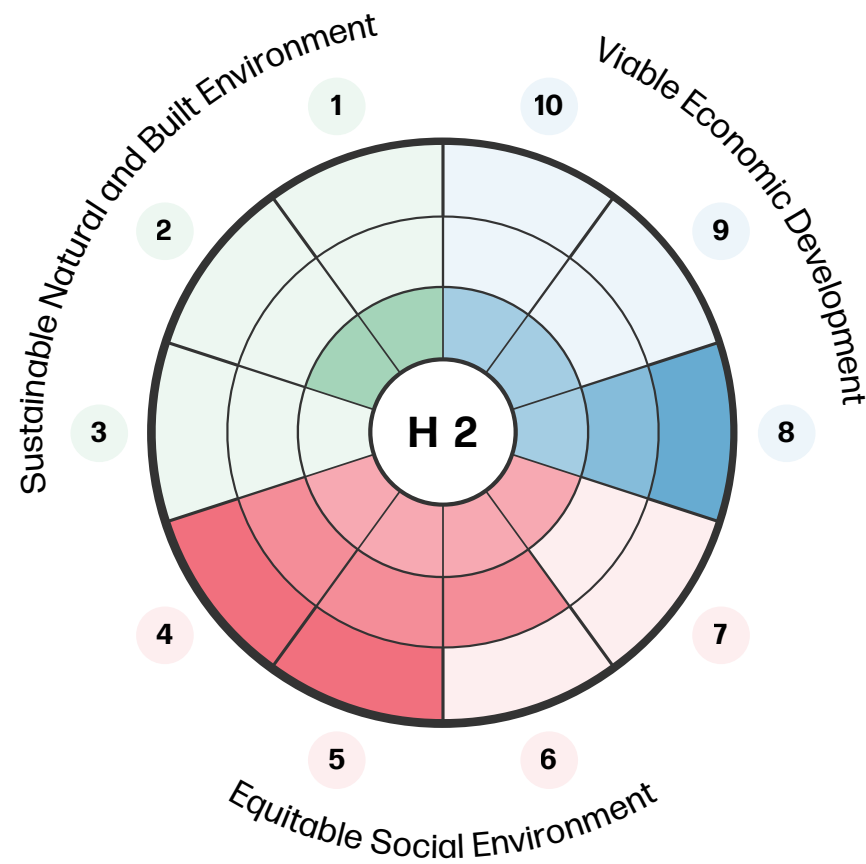 Sustainable Natural and Built Environment
Viable Economic Development
1
10
2
9
3
H 2
8
4
7
5
6
Equitable Social Environment